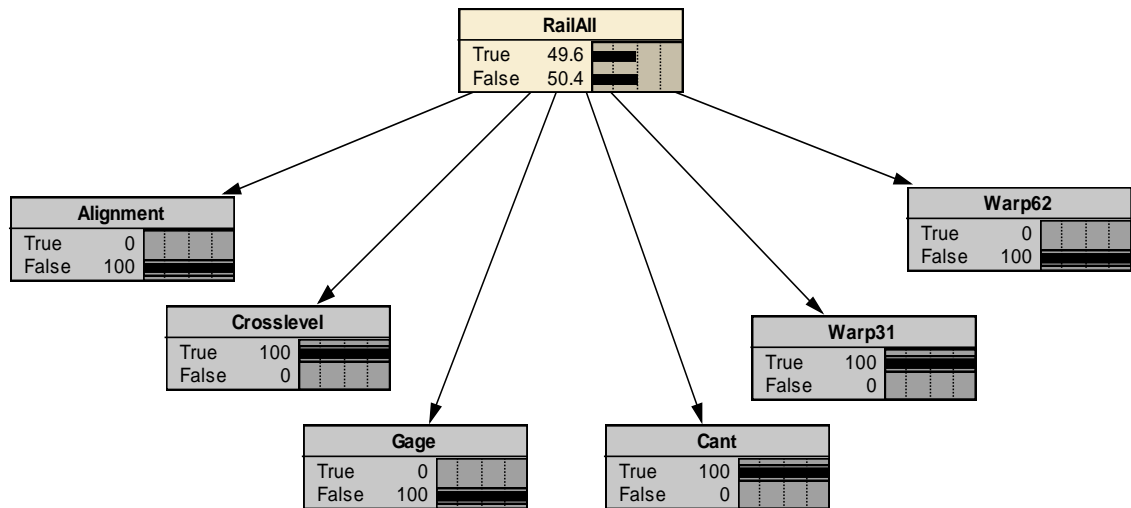 RailAll
True 49.6
False 50.4
Alignment
True 0
False 100
Warp62
True 0
False 100
Crosslevel
True 100
False 0
Warp31
True 100
False 0
Gage
True 0
False 100
Cant
True 100
False 0